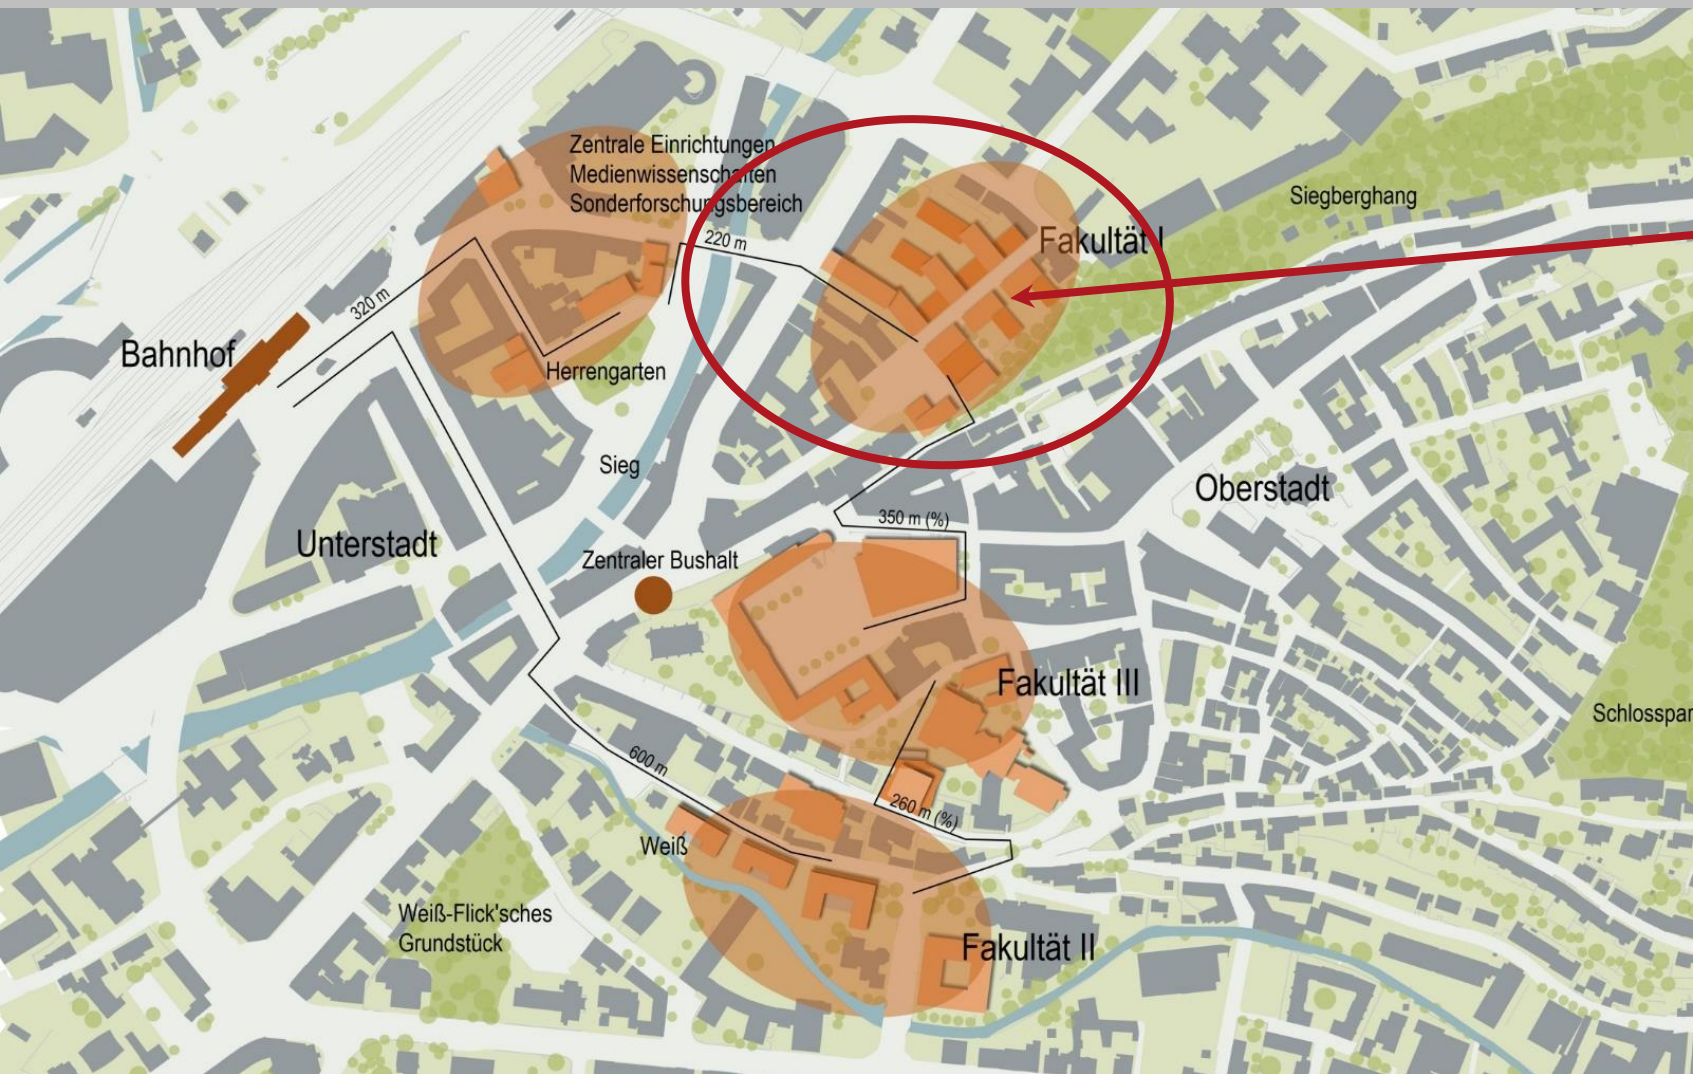 Zentrale Einrichtungen
Medienwissenschaften
Sonderforschungsbereich
Siegberghang
220 m
Fakultät I
320 m
Bahnhof
Herrengarten
Sieg
Oberstadt
350 m (%)
Unterstadt
Zentraler Bushalt
Fakultät III
Schlosspar
600 m
260 m (%)
Weiß
Weiß-Flick'sches
Grundstück
Fakultät II